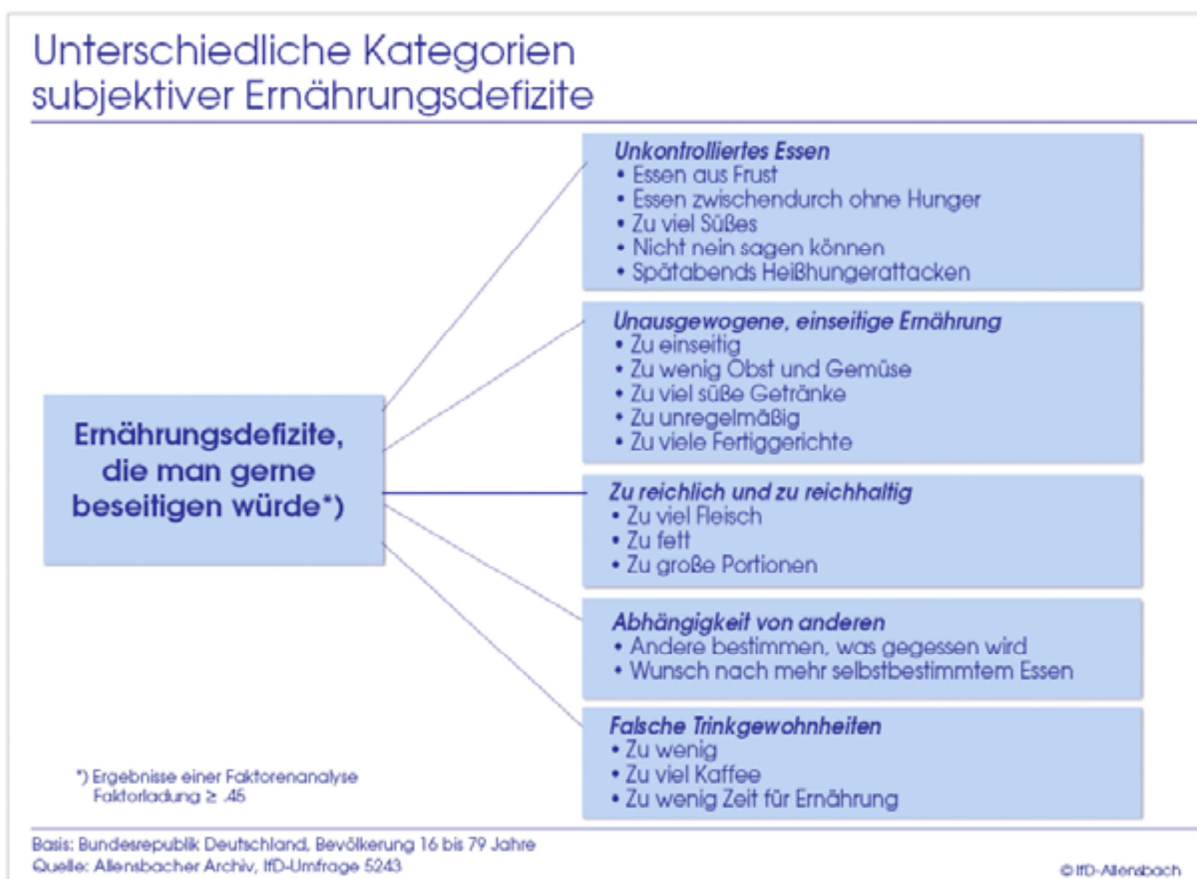 Unterschiedliche Kategorien
subjektiver Ernährungsdefizite
Ernährungsdefizite,
die man gerne
beseitigen würde*)
Unkontrolliertes Essen
• Essen aus Frust
• Essen zwischendurch ohne Hunger
• Zu viel Süßes
• Nicht nein sagen können
• Spätabends Heißhungerattacken
Unausgewogene, einseitige Ernährung
• Zu einseitig
• Zu wenig Obst und Gemüse
• Zu viel süße Getränke
• Zu unregelmäßig
• Zu viele Fertiggerichte
Zu reichlich und zu reichhaltig
• Zu viel Fleisch
• Zu fett
• Zu große Portionen
Abhängigkeit von anderen
• Andere bestimmen, was gegessen wird
• Wunsch nach mehr selbstbestimmtem Essen
Falsche Trinkgewohnheiten
• Zu wenig
• Zu viel Kaffee
• Zu wenig Zeit für Ernährung
*) Ergebnisse einer Faktorenanalyse
Faktorladung ≥ .45
Basis: Bundesrepublik Deutschland, Bevölkerung 16 bis 79 Jahre
Quelle: Allensbacher Archiv, IfD-Umfrage 5243
© IfD-Allensbach